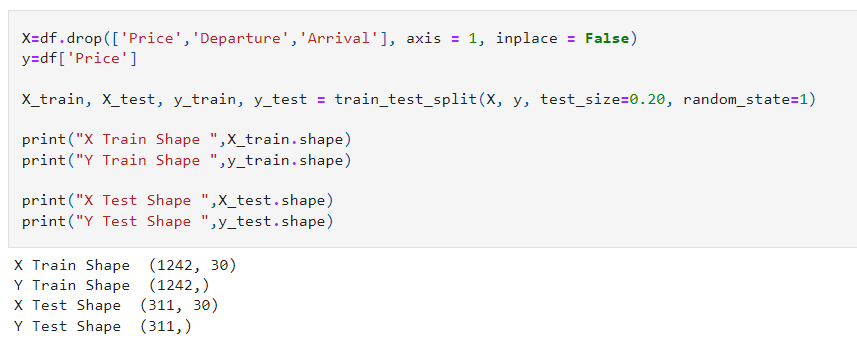 X=df.drop(['Price','Departure','Arrival'], axis = 1, inplace = False)
y=df['Price']
X_train, X_test, y_train, y_test = train_test_split(X, y, test_size=0.20, random_state=1)
print("X Train Shape ",X_train.shape)
print("Y Train Shape ",y_train.shape)
print("X Test Shape ",X_test.shape)
print("Y Test Shape ",y_test.shape)
X Train Shape  (1242, 30)
Y Train Shape  (1242,)
X Test Shape  (311, 30)
Y Test Shape  (311,)